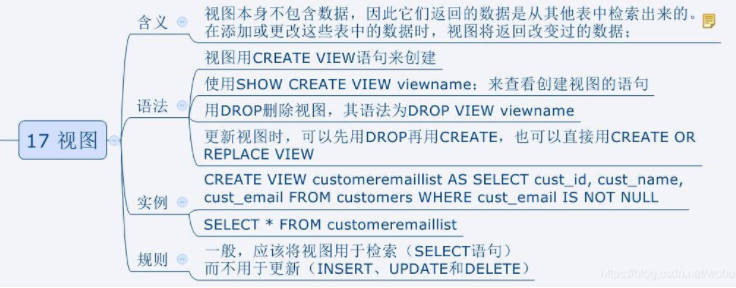 17 视图
含义
视图本身不包含数据，因此它们返回的数据是从其他表中检索出来的。
在添加或更改这些表中的数据时，视图将返回改变过的数据；
语法
视图用CREATE VIEW语句来创建
使用SHOW CREATE VIEW viewname；来查看创建视图的语句
用DROP删除视图，其语法为DROP VIEW viewname
更新视图时，可以先用DROP再用CREATE，也可以直接用CREATE OR
REPLACE VIEW
实例
CREATE VIEW customeremaillist AS SELECT cust_id, cust_name,
cust_email FROM customers WHERE cust_email IS NOT NULL
SELECT * FROM customeremaillist
规则
一般，应该将视图用于检索（SELECT语句）
而不用于更新（INSERT、UPDATE和DELETE）